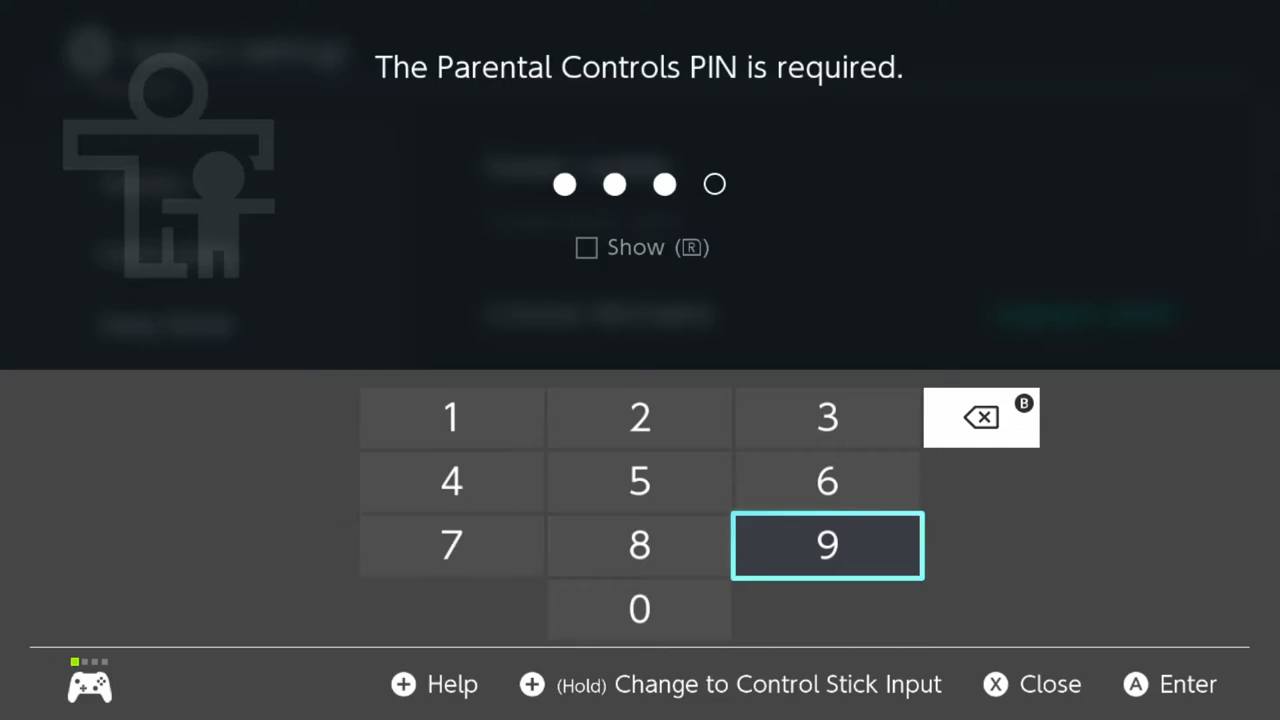 The Parental Controls PIN is required.
Show (R)
1 2 3 B
4 5 6
7 8 9
0
+ Help + (Hold) Change to Control Stick Input X Close A Enter